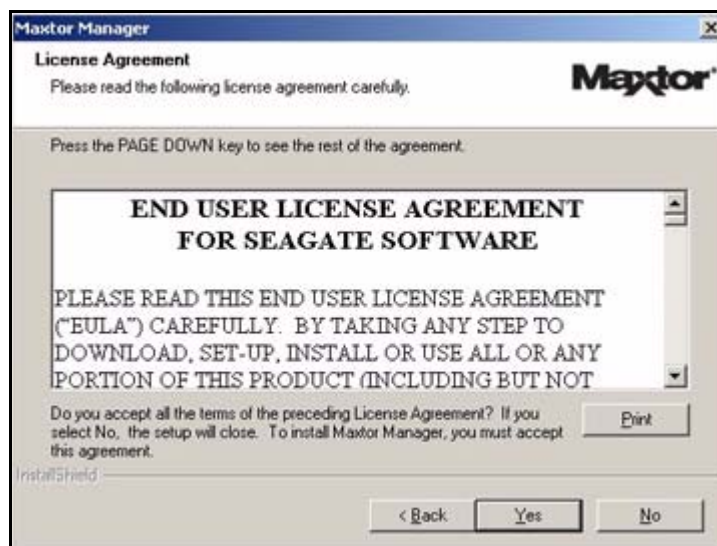 Maxtor Manager
License Agreement
Please read the following license agreement carefully.
Maxtor
Press the PAGE DOWN key to see the rest of the agreement.
END USER LICENSE AGREEMENT
FOR SEAGATE SOFTWARE
PLEASE READ THIS END USER LICENSE AGREEMENT
("EULA") CAREFULLY. BY TAKING ANY STEP TO
DOWNLOAD, SET-UP, INSTALL OR USE ALL OR ANY
PORTION OF THIS PRODUCT (INCLUDING BUT NOT
Do you accept all the terms of the preceding License Agreement? If you
select No, the setup will close. To install Maxtor Manager, you must accept
this agreement.
Print
InstallShield
< Back
Yes
No